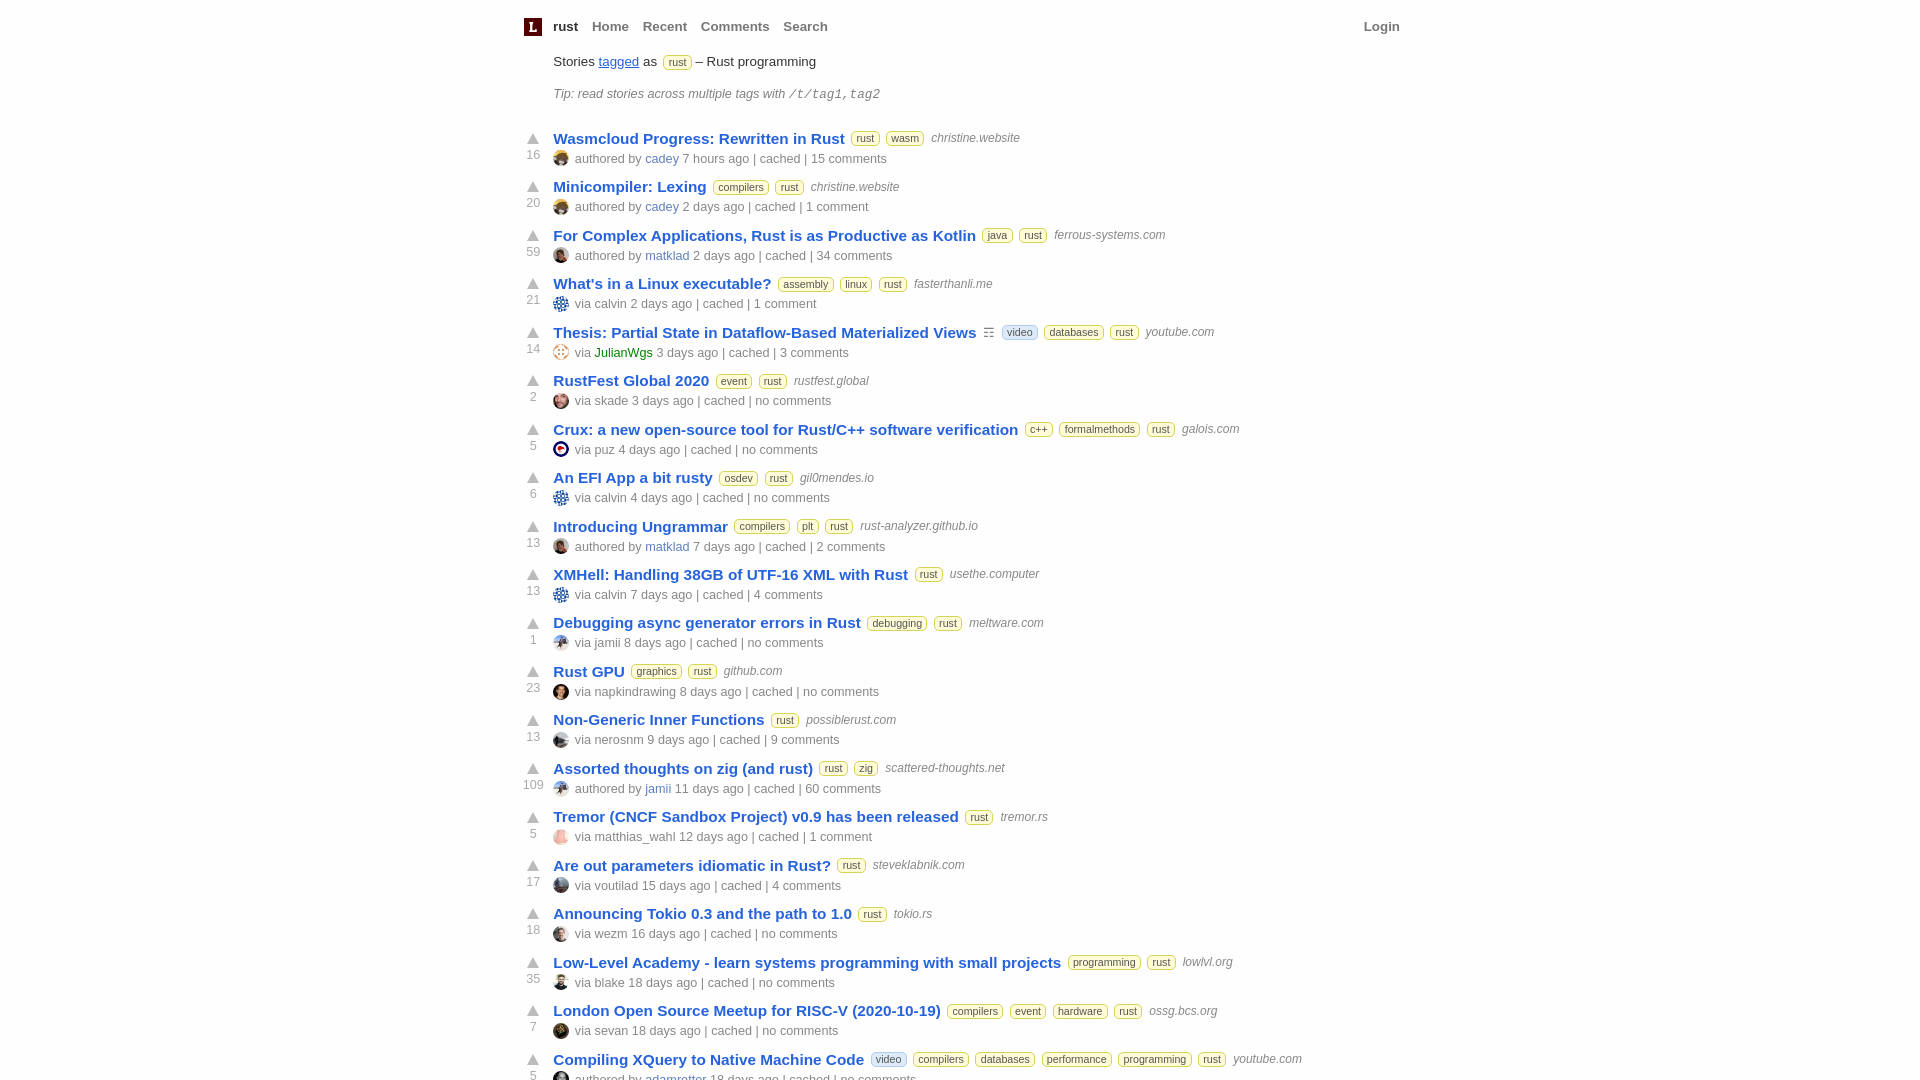 L rust Home Recent Comments Search Login
Stories tagged as rust – Rust programming
Tip: read stories across multiple tags with /t/tag1,tag2
Wasmcloud Progress: Rewritten in Rust rust wasm christine.website
16 authored by cadey 7 hours ago | cached | 15 comments
Minicompiler: Lexing compilers rust christine.website
20 authored by cadey 2 days ago | cached | 1 comment
For Complex Applications, Rust is as Productive as Kotlin java rust ferrous-systems.com
59 authored by matklad 2 days ago | cached | 34 comments
What's in a Linux executable? assembly linux rust fasterthanli.me
21 via calvin 2 days ago | cached | 1 comment
Thesis: Partial State in Dataflow-Based Materialized Views ☶ video databases rust youtube.com
14 via JulianWgs 3 days ago | cached | 3 comments
RustFest Global 2020 event rust rustfest.global
2 via skade 3 days ago | cached | no comments
Crux: a new open-source tool for Rust/C++ software verification c++ formalmethods rust galois.com
5 via puz 4 days ago | cached | no comments
An EFI App a bit rusty osdev rust gil0mendes.io
6 via calvin 4 days ago | cached | no comments
Introducing Ungrammar compilers plt rust rust-analyzer.github.io
13 authored by matklad 7 days ago | cached | 2 comments
XMHell: Handling 38GB of UTF-16 XML with Rust rust usethe.computer
13 via calvin 7 days ago | cached | 4 comments
Debugging async generator errors in Rust debugging rust meltware.com
1 via jamii 8 days ago | cached | no comments
Rust GPU graphics rust github.com
23 via napkindrawing 8 days ago | cached | no comments
Non-Generic Inner Functions rust possiblerust.com
13 via nerosnm 9 days ago | cached | 9 comments
Assorted thoughts on zig (and rust) rust zig scattered-thoughts.net
109 authored by jamii 11 days ago | cached | 60 comments
Tremor (CNCF Sandbox Project) v0.9 has been released rust tremor.rs
5 via matthias_wahl 12 days ago | cached | 1 comment
Are out parameters idiomatic in Rust? rust steveklabnik.com
17 via voutilad 15 days ago | cached | 4 comments
Announcing Tokio 0.3 and the path to 1.0 rust tokio.rs
18 via wezm 16 days ago | cached | no comments
Low-Level Academy - learn systems programming with small projects programming rust lowlvl.org
35 via blake 18 days ago | cached | no comments
London Open Source Meetup for RISC-V (2020-10-19) compilers event hardware rust ossg.bcs.org
7 via sevan 18 days ago | cached | no comments
Compiling XQuery to Native Machine Code video compilers databases performance programming rust youtube.com
5 authored by adamretter 18 days ago | cached | no comments